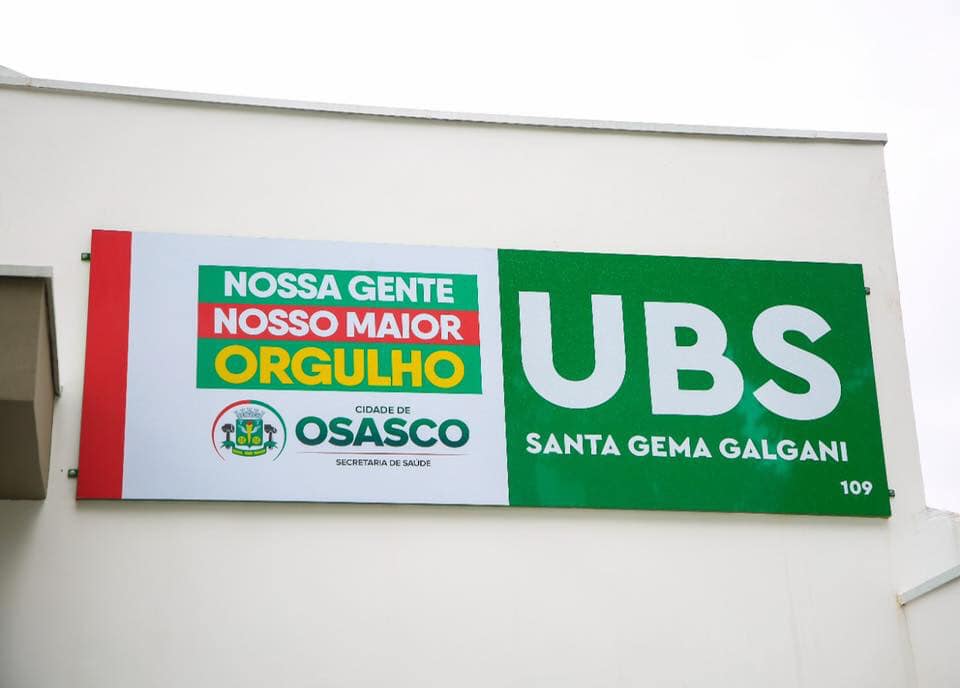 NOSSA GENTE
NOSSO MAIOR
ORGULHO
CIDADE DE
OSASCO
SECRETARIA DE SAÚDE
UBS
SANTA GEMA GALGANI
109